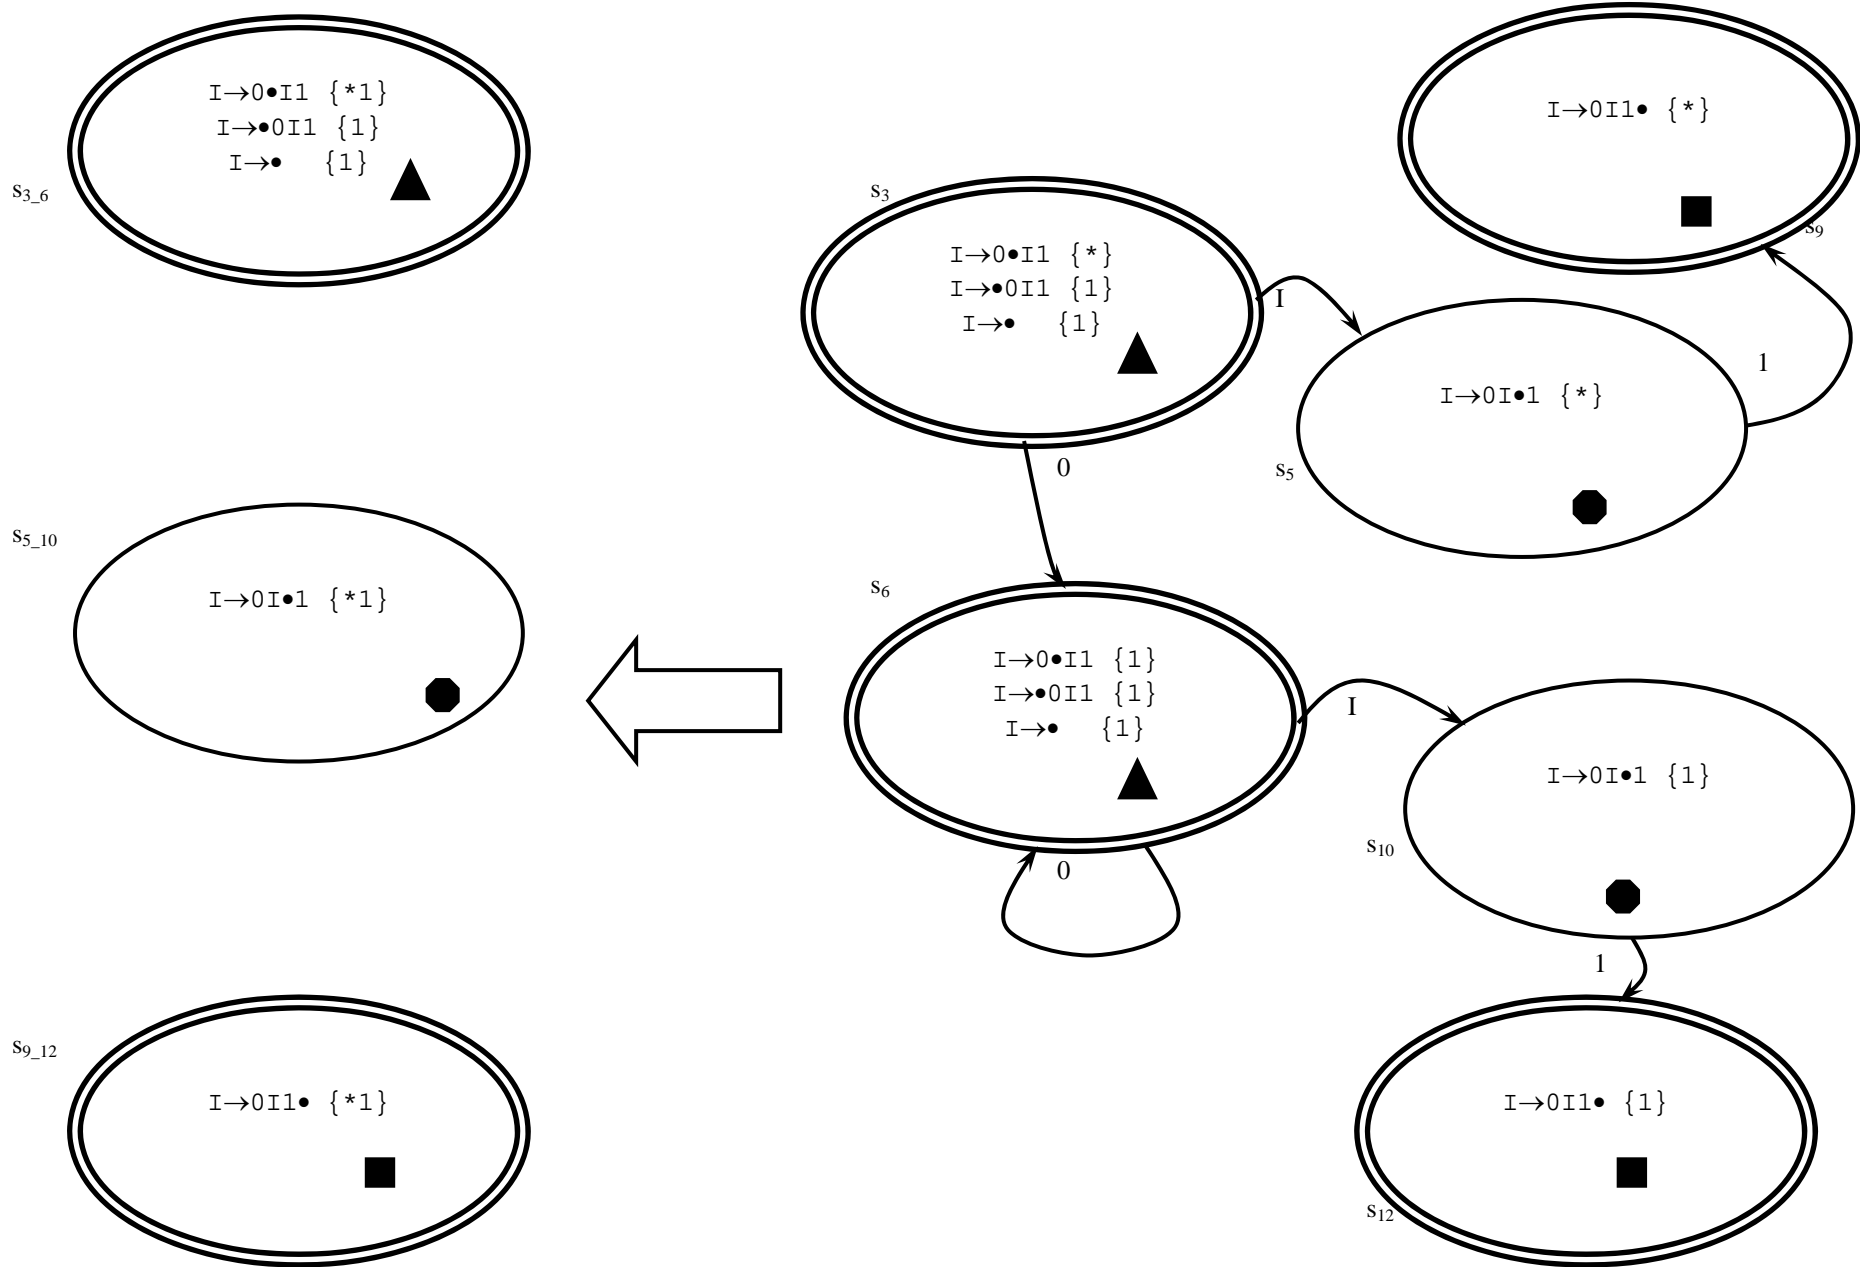 I→0●I1 {*1}
I→●0I1 {1}
I→● {1}
s3_6
s3
I→0●I1 {*}
I→●0I1 {1}
I→● {1}
I
0
I→0I1● {*}
s9
1
I→0I●1 {*}
s5
s5_10
I→0I●1 {*1}
s6
I→0●I1 {1}
I→●0I1 {1}
I→● {1}
I
0
I→0I●1 {1}
s10
1
s9_12
I→0I1● {*1}
I→0I1● {1}
s12